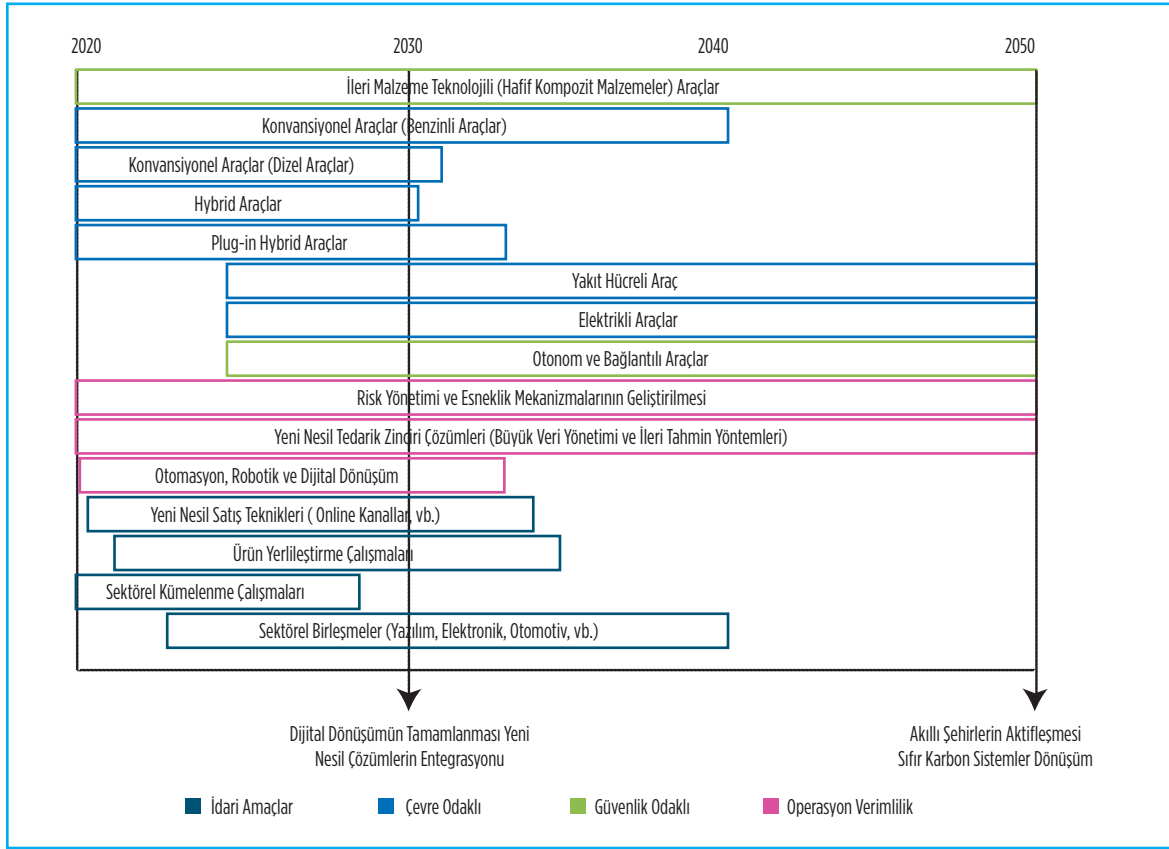 2020 2030 2040 2050
İleri Malzeme Teknolojili (Hafif Kompozit Malzemeler) Araçlar
Konvansiyonel Araçlar (Benzinli Araçlar)
Konvansiyonel Araçlar (Dizel Araçlar)
Hybrid Araçlar
Plug-in Hybrid Araçlar
Yakıt Hücreli Araç
Elektrikli Araçlar
Otonom ve Bağlantılı Araçlar
Risk Yönetimi ve Esneklik Mekanizmalarının Geliştirilmesi
Yeni Nesil Tedarik Zinciri Çözümleri (Büyük Veri Yönetimi ve İleri Tahmin Yöntemleri)
Otomasyon, Robotik ve Dijital Dönüşüm
Yeni Nesil Satış Teknikleri ( Online Kanallar, vb.)
Ürün Yerlileştirme Çalışmaları
Sektörel Kümelenme Çalışmaları
Sektörel Birleşmeler (Yazılım, Elektronik, Otomotiv, vb.)
Dijital Dönüşümün Tamamlanması Yeni
Nesil Çözümlerin Entegrasyonu
Akıllı Şehirlerin Aktifleşmesi
Sıfır Karbon Sistemler Dönüşüm
İdari Amaçlar Çevre Odaklı Güvenlik Odaklı Operasyon Verimlilik